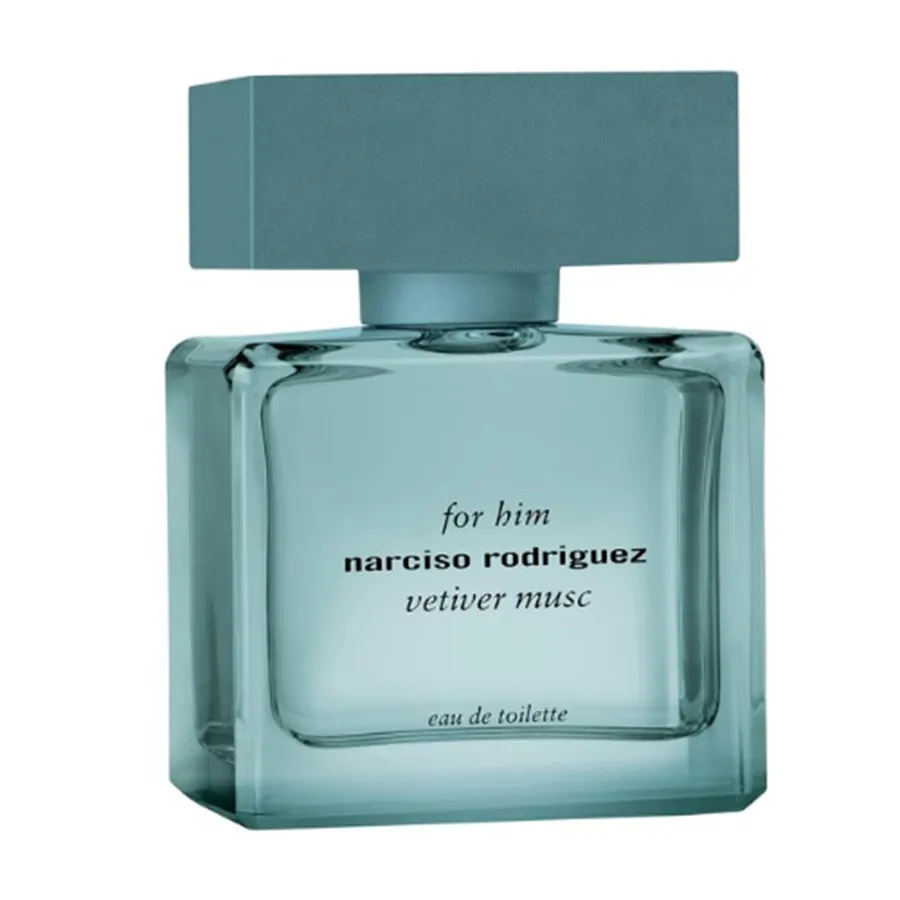 for him
narciso rodriguez
vetiver musc
eau de toilette